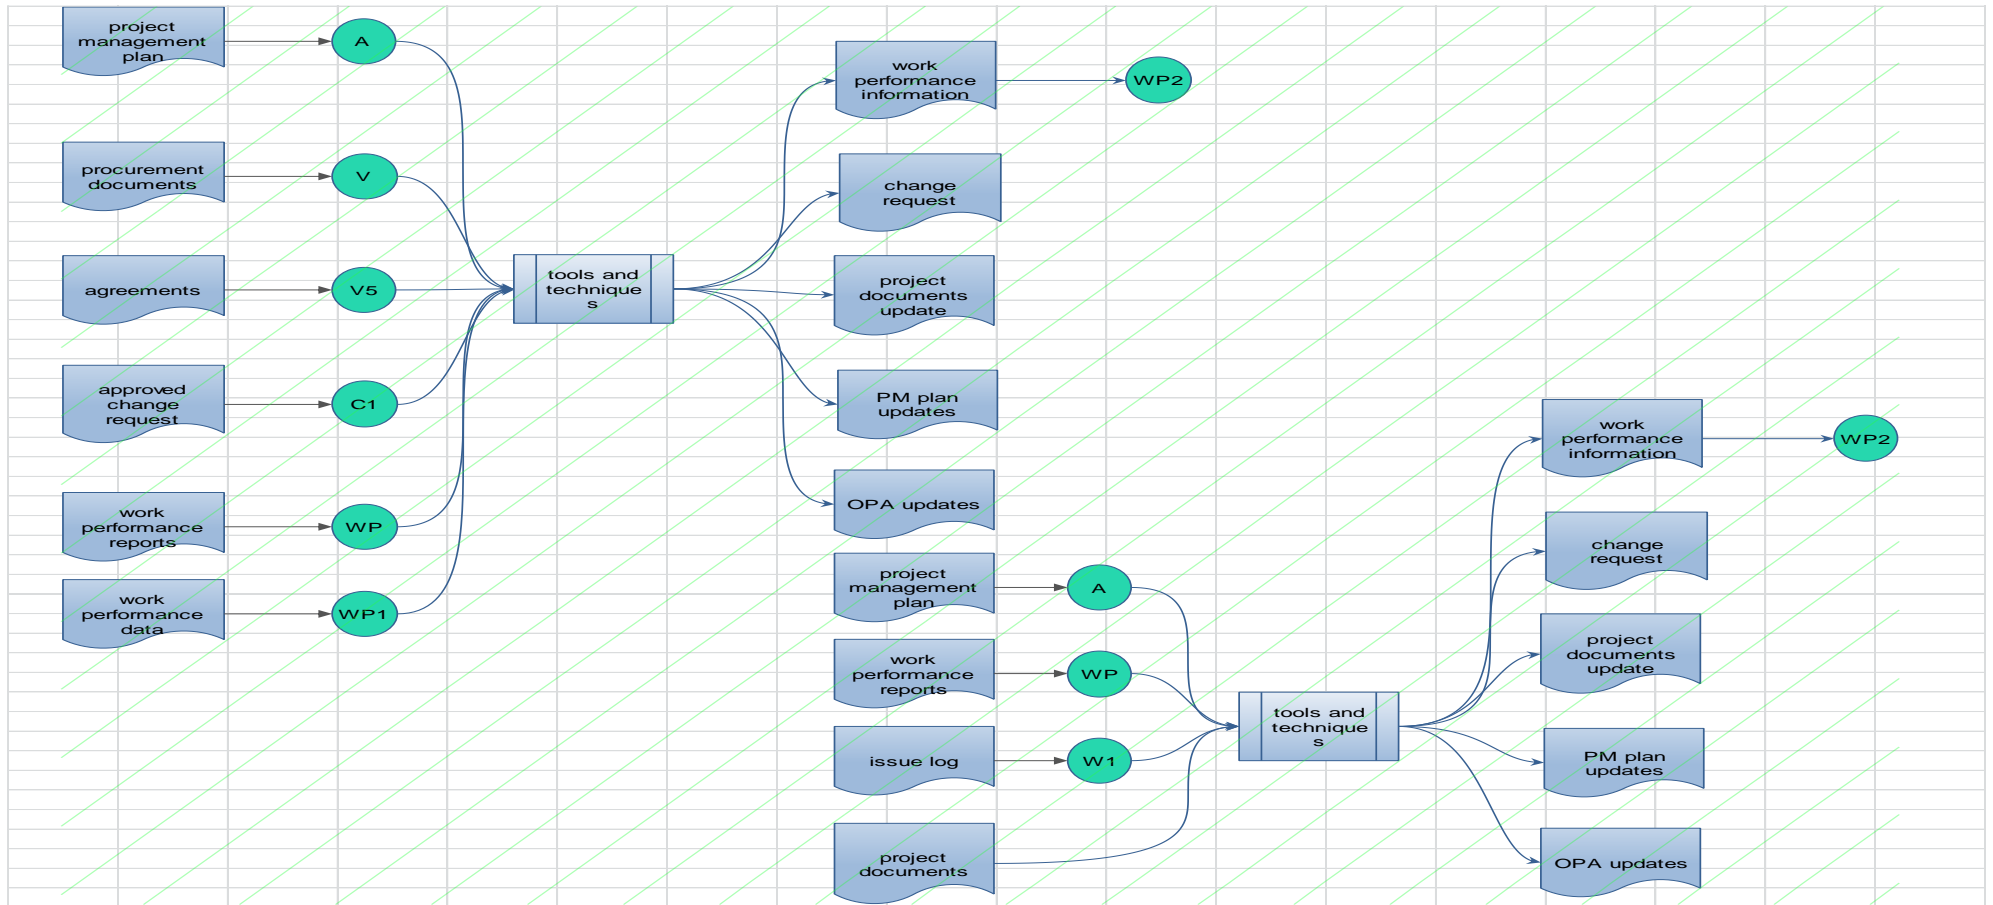 project
management
plan
A
work
performance
information
WP2
procurement
documents
V
change
request
agreements
V5
tools and
technique
s
project
documents
update
approved
change
request
C1
PM plan
updates
work
performance
reports
WP
OPA updates
work
performance
data
WP1
project
management
plan
A
work
performance
information
WP2
change
request
work
performance
reports
WP
project
documents
update
issue log
W1
tools and
technique
s
PM plan
updates
project
documents
OPA updates